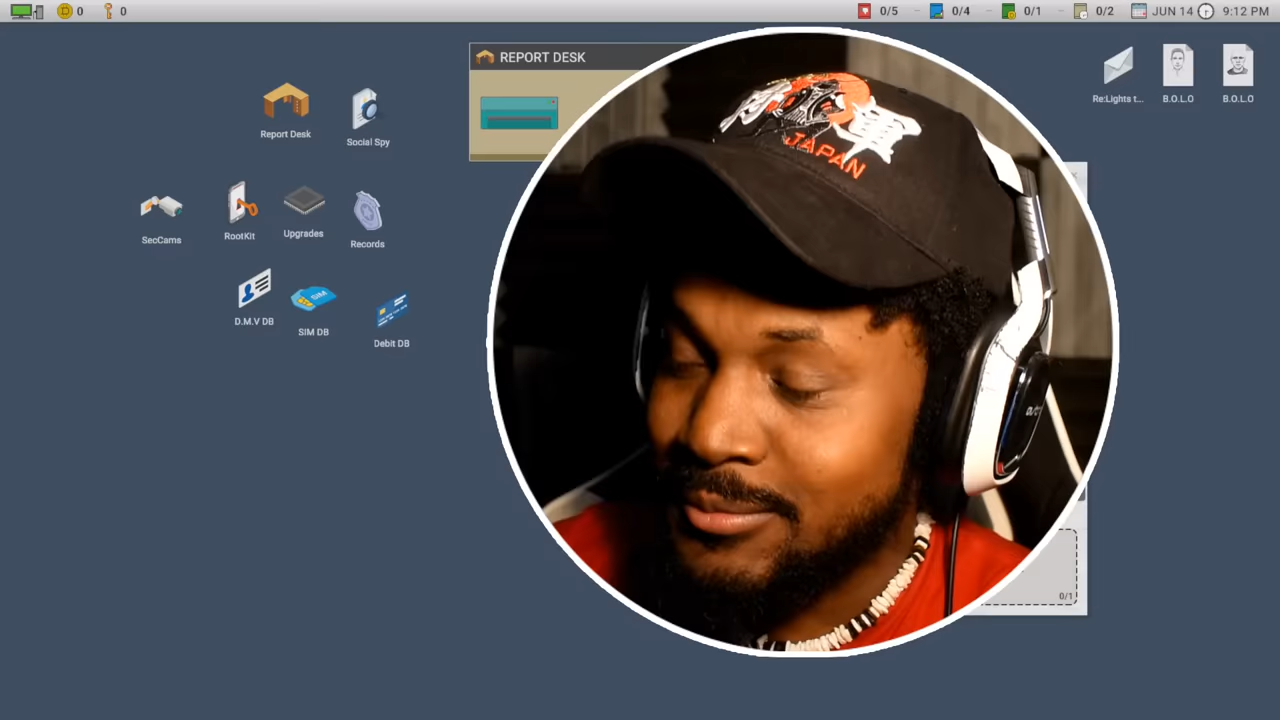 0
0
0/5
0/4
0/1
0/2
JUN 14
9:12 PM
REPORT DESK
Report Desk
Social Spy
SecCams
RootKit
Upgrades
Records
D.M.V DB
SIM
SIM DB
Debit DB
Re:Lights t...
B.O.L.O
B.O.L.O
JAPAN
0/1